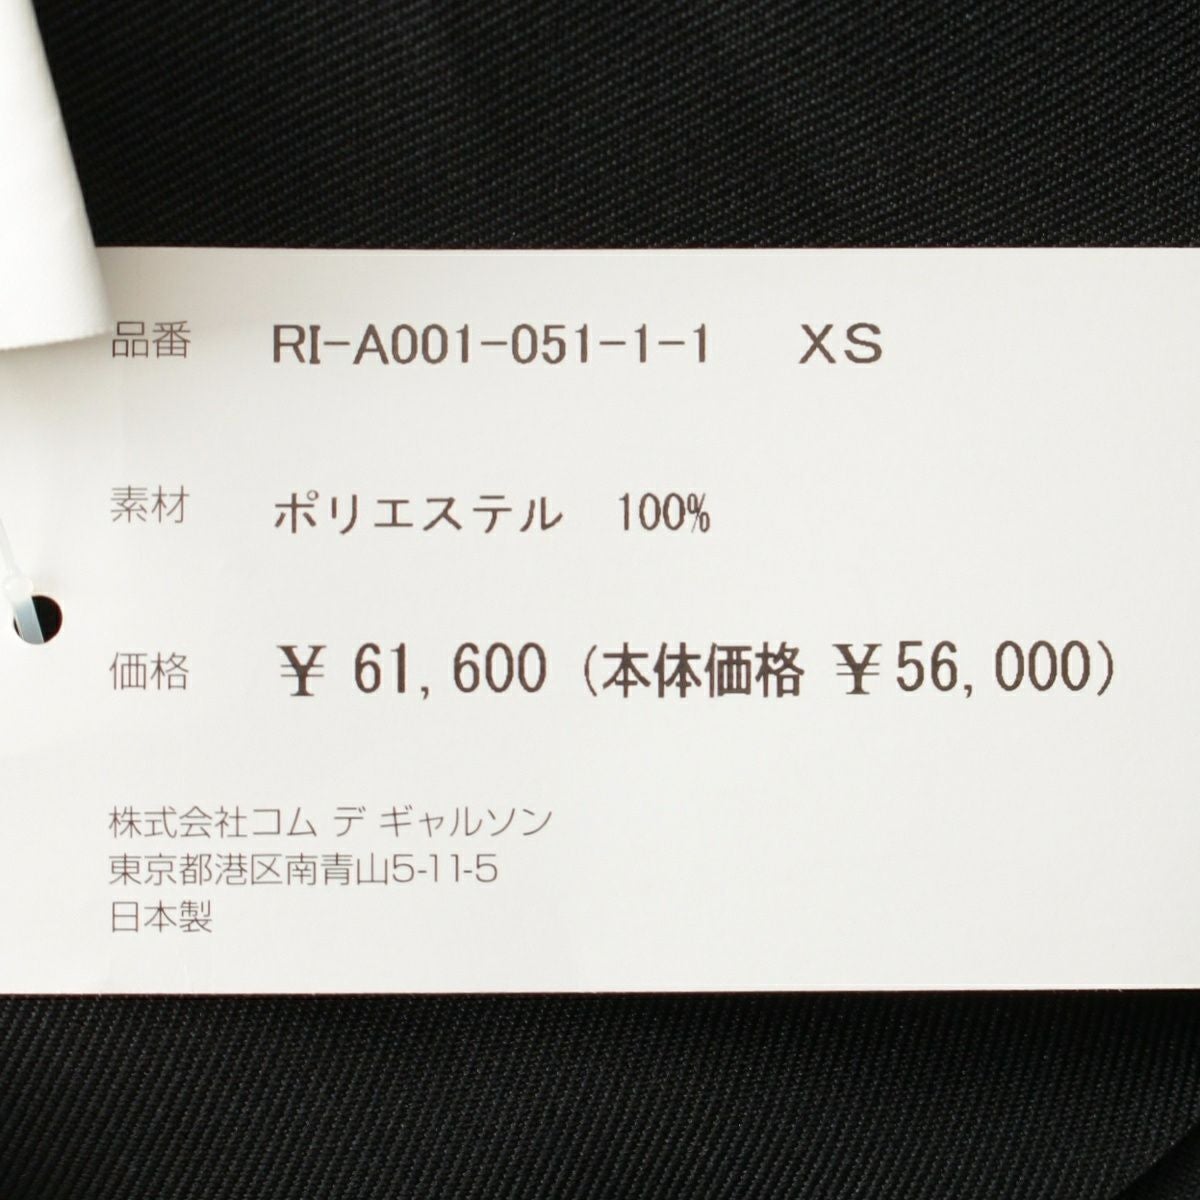 品番 RI-A001-051-1-1 XS
素材 ポリエステル 100%
価格 ¥ 61,600 (本体価格 ¥56,000)
株式会社コム デ ギャルソン
東京都港区南青山5-11-5
日本製